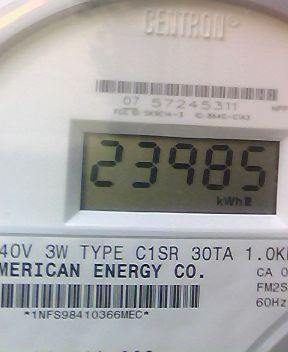 CENTRON®
07 57245311
23985
kWh
40V 3W TYPE C1SR 30TA 1.0K
MERICAN ENERGY CO.
CA 0
FM2S
60Hz
*1NFS98410366MEC*